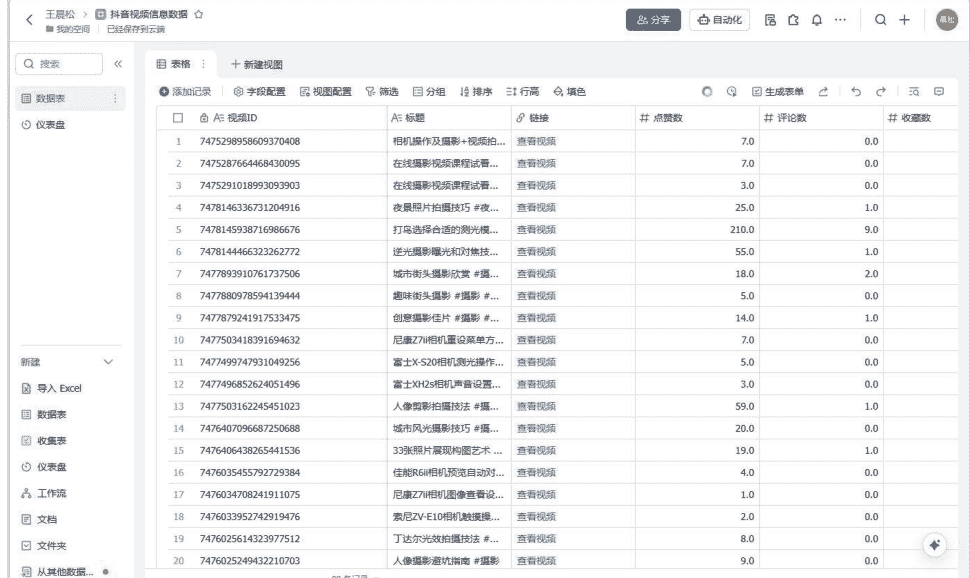 王晨松 > 抖音视频信息数据
我的空间 | 已经保存到云端
分享 自动化 晨松
搜索
数据表
仪表盘
表格 新建视图
添加记录 字段配置 视图配置 筛选 分组 排序 行高 填色 生成表单
视频ID 标题 链接 # 点赞数 # 评论数 # 收藏数
1 7475298958609370408 相机操作及摄影+视频拍... 查看视频 7.0 0.0
2 7475287664468430095 在线摄影视频课程试看... 查看视频 7.0 0.0
3 7475291018993093903 在线摄影视频课程试看... 查看视频 3.0 0.0
4 7478146336731204916 夜景照片拍摄技巧 #夜... 查看视频 25.0 1.0
5 7478145938716986676 打鸟选择合适的测光模... 查看视频 210.0 9.0
6 7478144466323262772 逆光摄影曝光和对焦技... 查看视频 55.0 1.0
7 7477893910761737506 城市街头摄影欣赏 #摄... 查看视频 18.0 2.0
8 7477880978594139444 趣味街头摄影 #摄影 #... 查看视频 5.0 0.0
9 7477879241917533475 创意摄影佳片 #摄影 #... 查看视频 14.0 1.0
10 7477503418391694632 尼康Z7ii相机重设菜单方... 查看视频 7.0 0.0
11 7477499747931049256 富士X-S20相机测光操作... 查看视频 5.0 0.0
12 7477496852624051496 富士XH2s相机声音设置... 查看视频 3.0 0.0
13 7477503162245451023 人像剪影拍摄技法 #摄... 查看视频 59.0 1.0
14 7476407096687250688 城市风光摄影技巧 #摄... 查看视频 20.0 0.0
15 7476406438265441536 33张照片展现构图艺术 ... 查看视频 19.0 1.0
16 7476035455792729384 佳能R6ii相机预览自动对... 查看视频 4.0 0.0
17 7476034708241911075 尼康Z7ii相机图像查看设... 查看视频 1.0 0.0
18 7476033952742919476 索尼ZV-E10相机触摸操... 查看视频 2.0 0.0
19 7476025614323977512 丁达尔光效拍摄技法 #... 查看视频 8.0 0.0
20 7476025249432210703 人像摄影避坑指南 #摄影 查看视频 9.0 0.0
新建
导入 Excel
数据表
收集表
仪表盘
工作流
文档
文件夹
从其他数据...